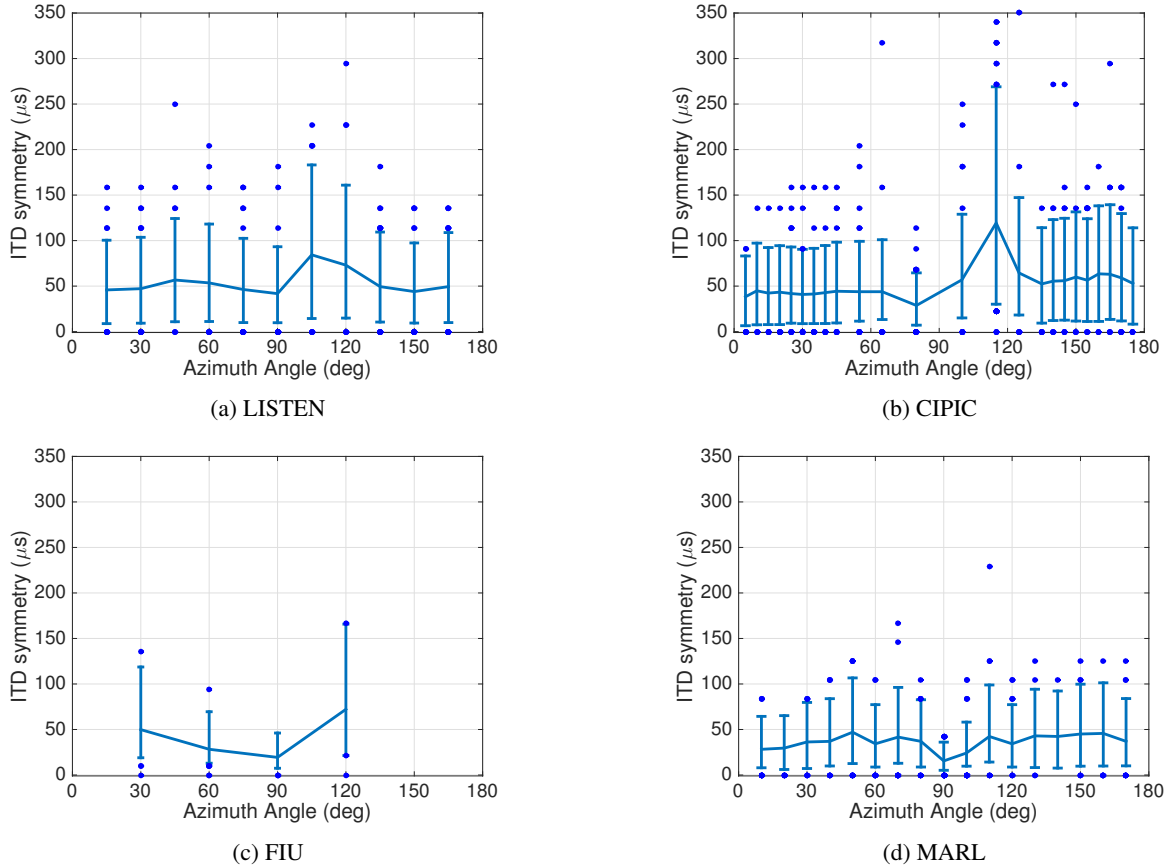 350
300
250
200
150
100
50
0
ITD symmetry (μs)
0 30 60 90 120 150 180
Azimuth Angle (deg)
(a) LISTEN
350
300
250
200
150
100
50
0
ITD symmetry (μs)
0 30 60 90 120 150 180
Azimuth Angle (deg)
(b) CIPIC
350
300
250
200
150
100
50
0
ITD symmetry (μs)
0 30 60 90 120 150 180
Azimuth Angle (deg)
(c) FIU
350
300
250
200
150
100
50
0
ITD symmetry (μs)
0 30 60 90 120 150 180
Azimuth Angle (deg)
(d) MARL